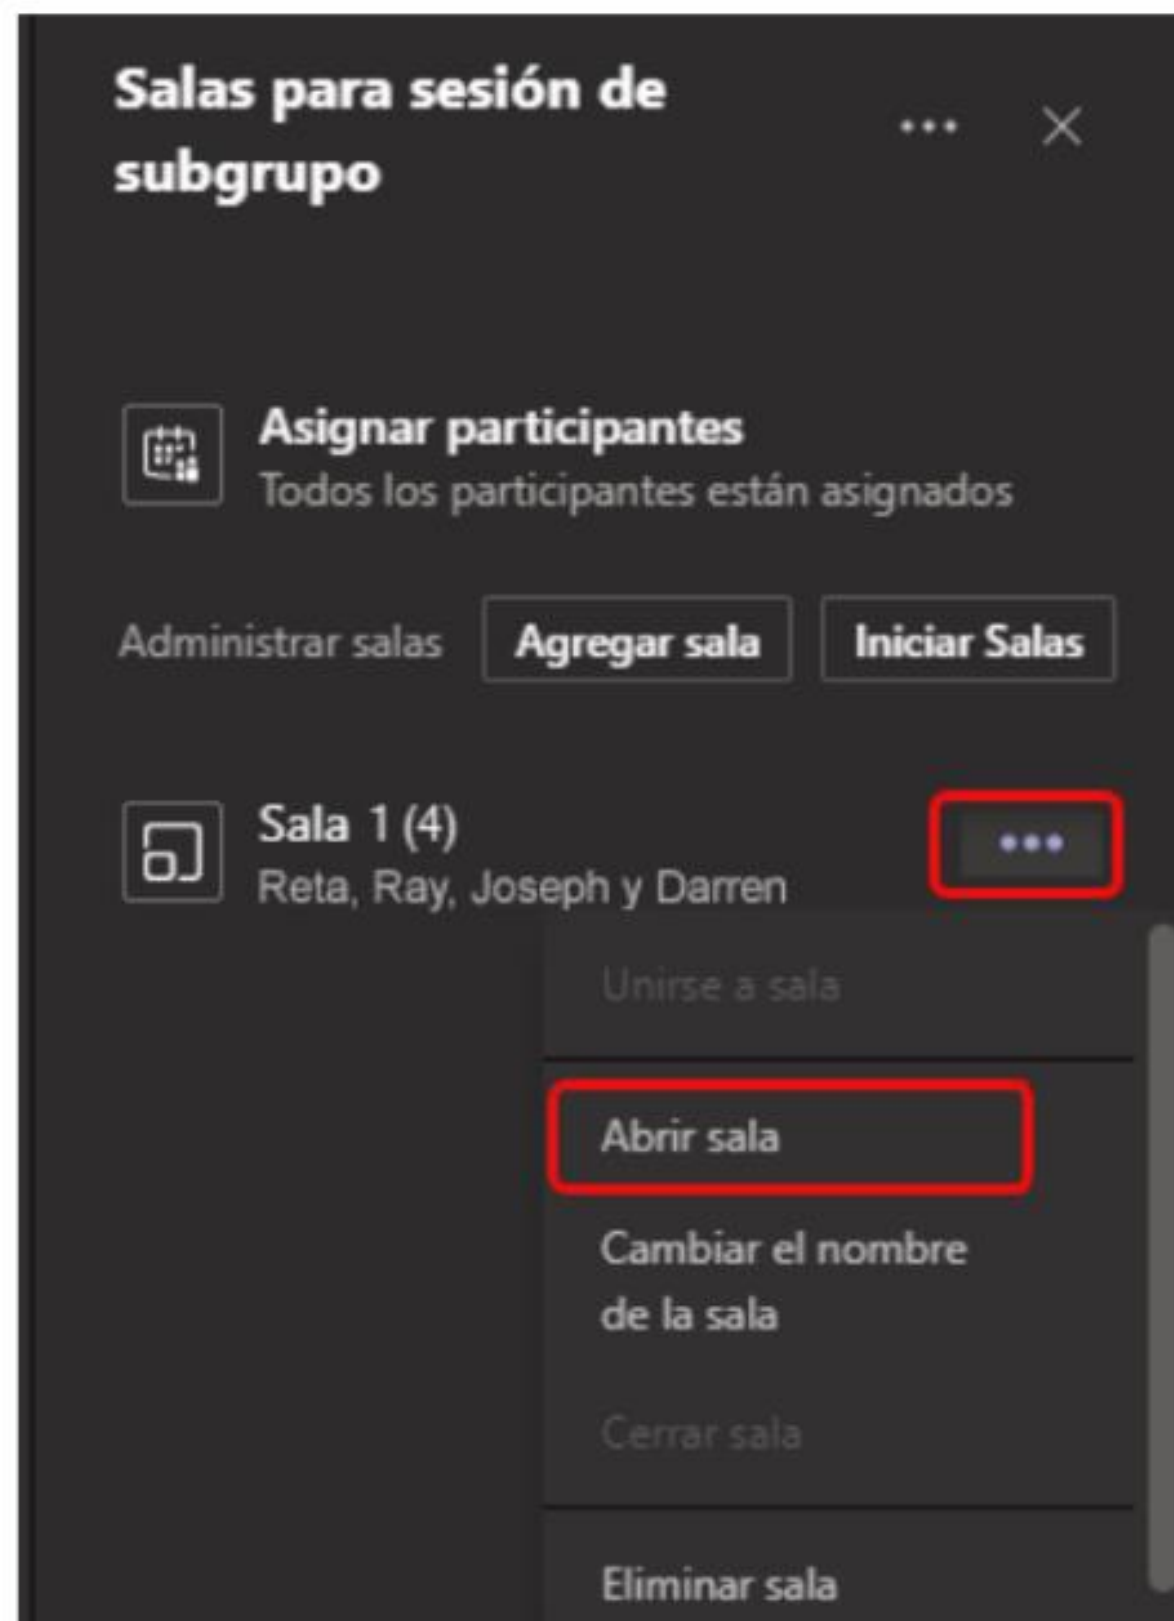 Salas para sesión de
subgrupo
Asignar participantes
Todos los participantes están asignados
Administrar salas
Agregar sala
Iniciar Salas
Sala 1 (4)
Reta, Ray, Joseph y Darren
Unirse a sala
Abrir sala
Cambiar el nombre
de la sala
Cerrar sala
Eliminar sala